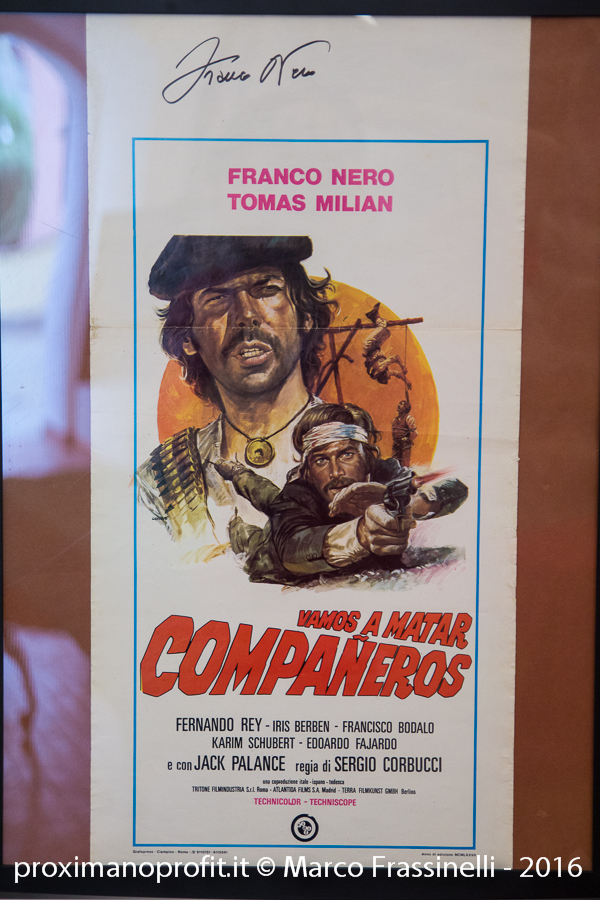 Franco Nero
FRANCO NERO
TOMAS MILIAN
VAMOS A MATAR
COMPAÑEROS
FERNANDO REY - IRIS BERBEN - FRANCISCO BODALO
KARIM SCHUBERT - EDOARDO FAJARDO
e con JACK PALANCE regia di SERGIO CORBUCCI
una coproduzione italo - ispano - tedesca
TRITONE FILMINDUSTRIA S.r.l. Roma - ATLANTIDA FILMS S.A. Madrid - TERRA FILMKUNST GMBH Berlino
TECHNICOLOR - TECHNISCOPE
proximanoprofit.it © Marco Frassinelli - 2016